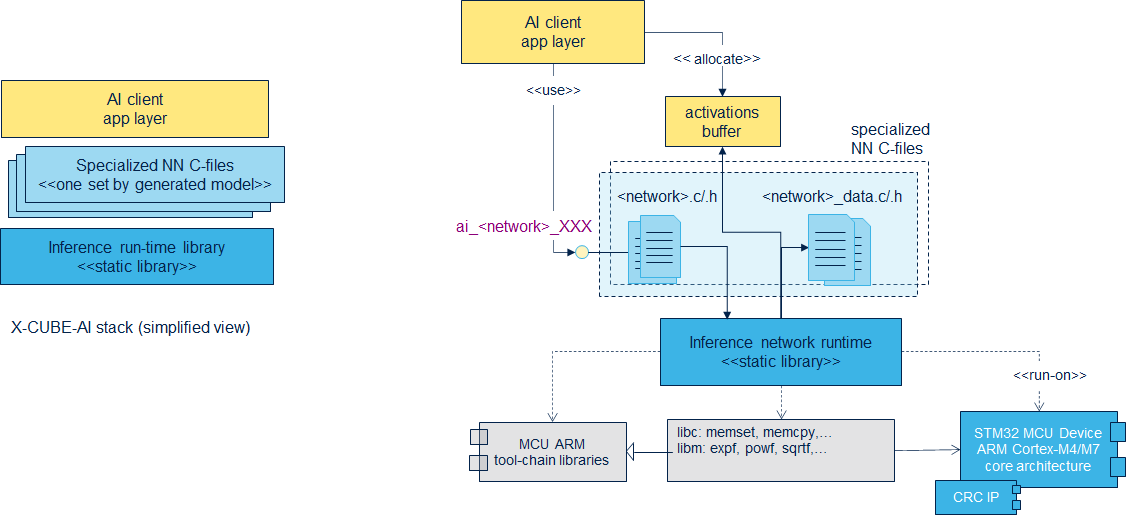 AI client
app layer
Specialized NN C-files
<<one set by generated model>>
Inference run-time library
<<static library>>
X-CUBE-AI stack (simplified view)
AI client
app layer
<< allocate>>
<<use>>
activations
buffer
specialized
NN C-files
<network>.c/.h
<network>_data.c/.h
ai_<network>_XXX
Inference network runtime
<<static library>>
<<run-on>>
MCU ARM
tool-chain libraries
libc: memset, memcpy,...
libm: expf, powf, sqrtf,...
STM32 MCU Device
ARM Cortex-M4/M7
core architecture
CRC IP